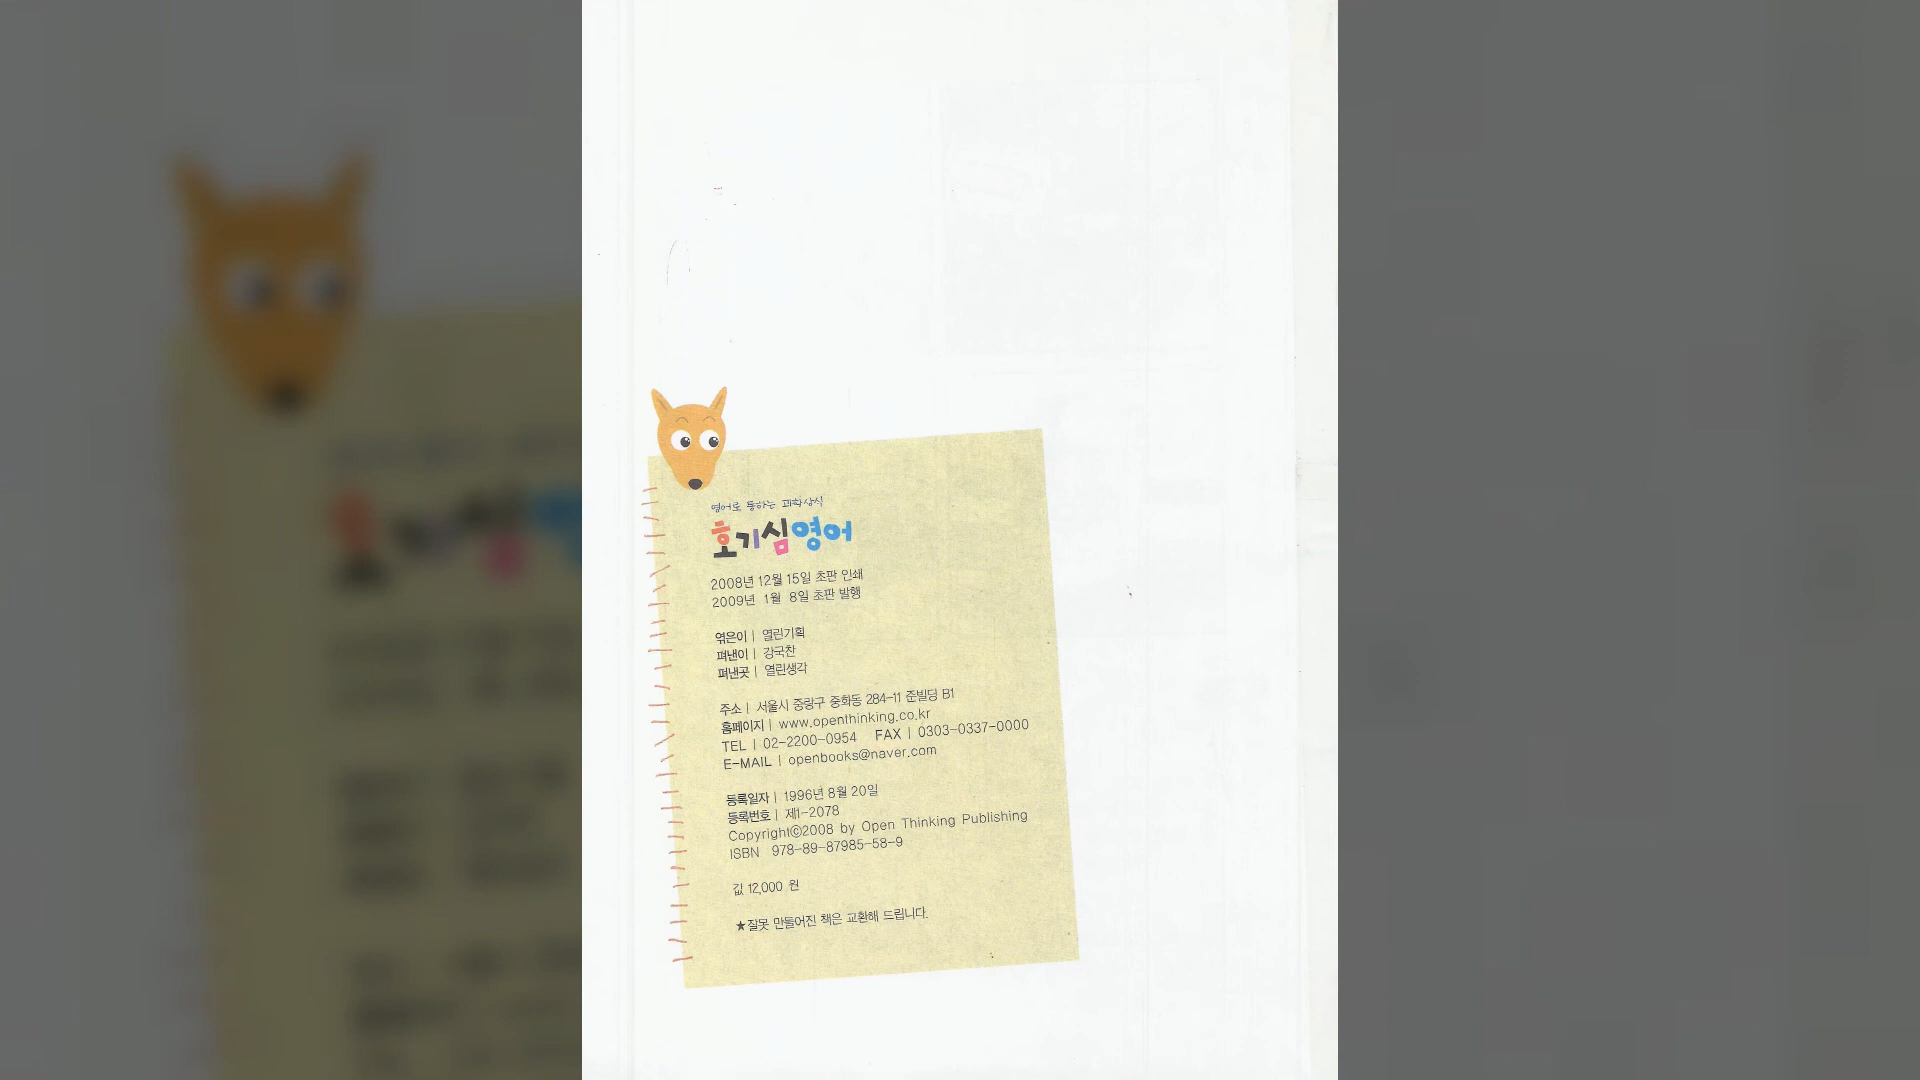 영어로 통하는 과학상식
호기심영어
2008년 12월 15일 초판 인쇄
2009년 1월 8일 초판 발행
엮은이 | 열린기획
펴낸이 | 강국찬
펴낸곳 | 열린생각
주소 | 서울시 중랑구 중화동 284-11 준빌딩 B1
홈페이지 | www.openthinking.co.kr
TEL | 02-2200-0954 FAX | 0303-0337-0000
E-MAIL | openbooks@naver.com
등록일자 | 1996년 8월 20일
등록번호 | 제1-2078
Copyright©2008 by Open Thinking Publishing
ISBN 978-89-87985-58-9
값 12,000 원
★잘못 만들어진 책은 교환해 드립니다.